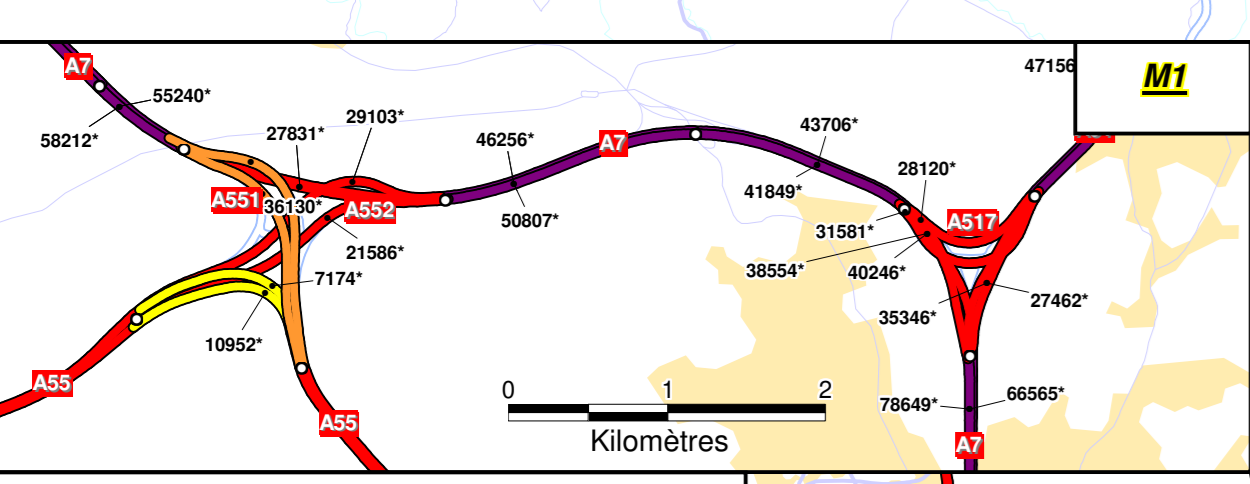 47156
M1
A7
55240*
58212*
27831*
29103*
46256*
A7
43706*
41849*
28120*
A551
36130*
A552
50807*
31581*
A517
21586*
38554*
40246*
7174*
27462*
10952*
35346*
A55
0 1 2
Kilomètres
78649*
66565*
A55
A7